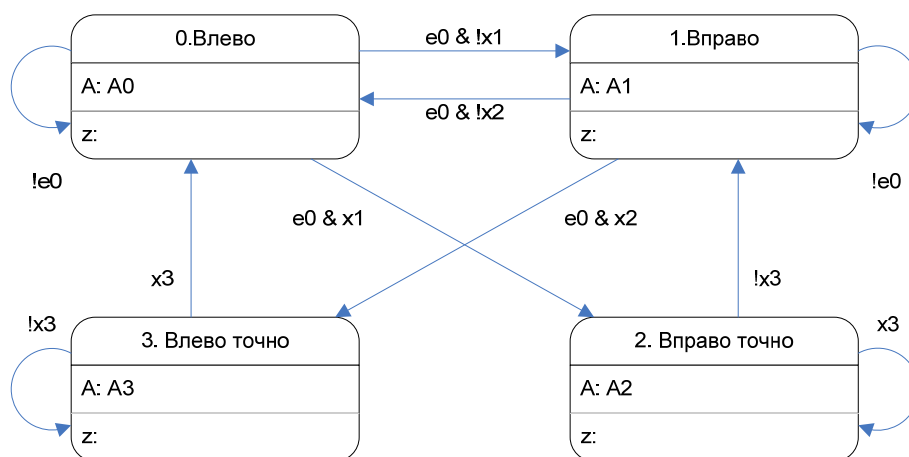 0.Влево
A: A0
z:
e0 & !x1
e0 & !x2
1.Вправо
A: A1
z:
!e0
!e0
e0 & x1
e0 & x2
x3
!x3
!x3
x3
3. Влево точно
A: A3
z:
2. Вправо точно
A: A2
z: